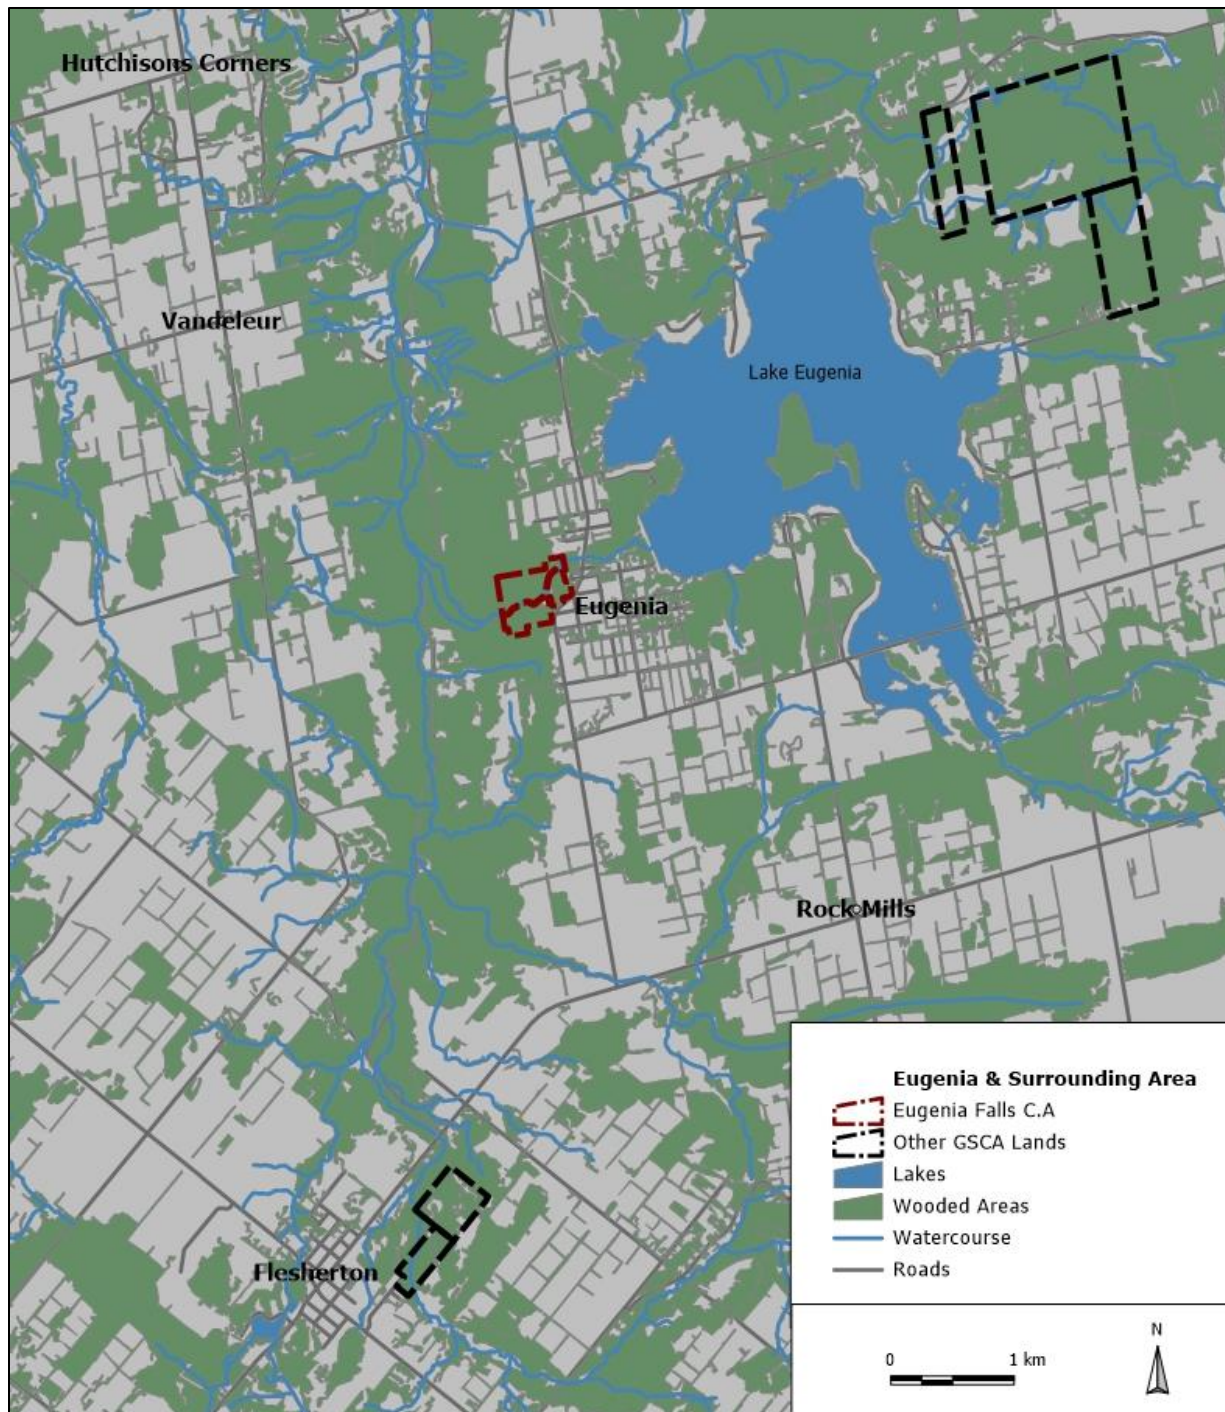 Hutchisons Corners
Vandeleur
Lake Eugenia
Eugenia
Rock Mills
Flesherton
Eugenia & Surrounding Area
Eugenia Falls C.A
Other GSCA Lands
Lakes
Wooded Areas
Watercourse
Roads
0 1 km
N